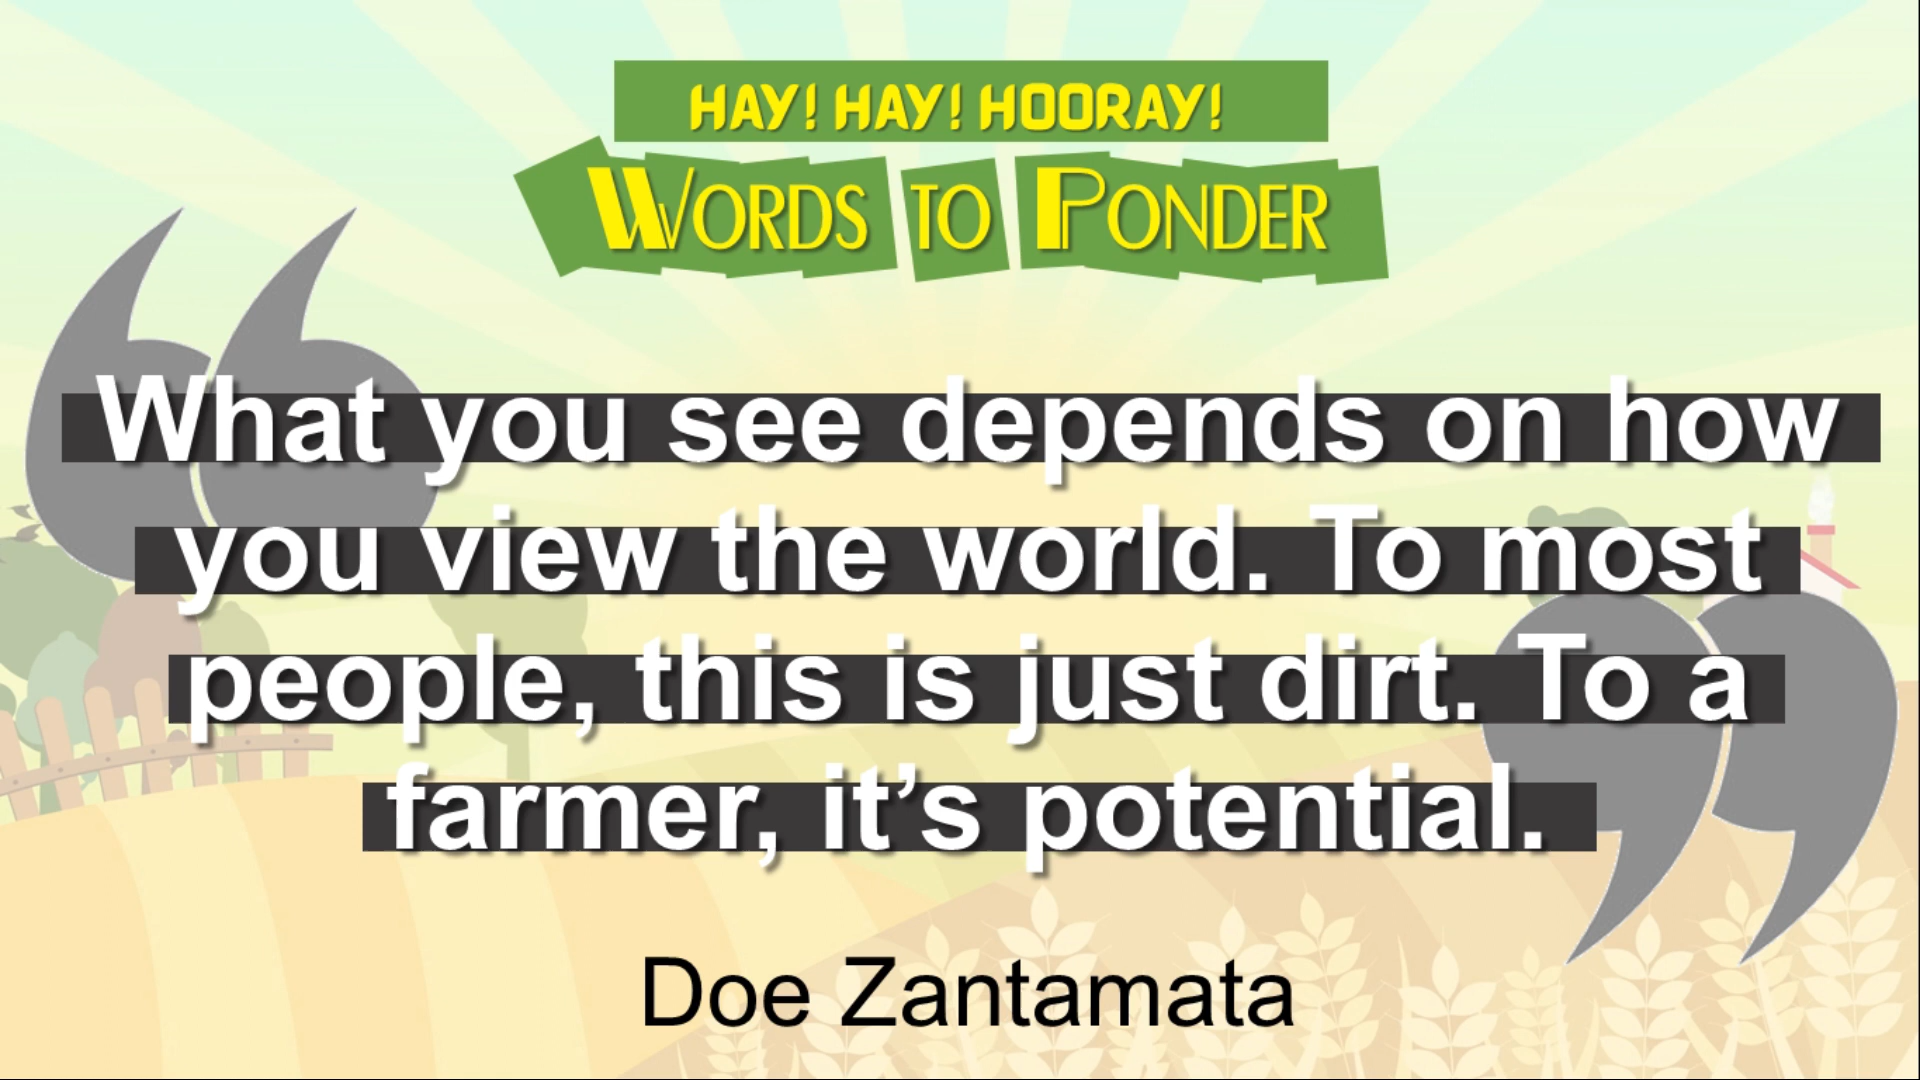 HAY! HAY! HOORAY!
WORDS TO PONDER
What you see depends on how
you view the world. To most
people, this is just dirt. To a
farmer, it’s potential.
Doe Zantamata